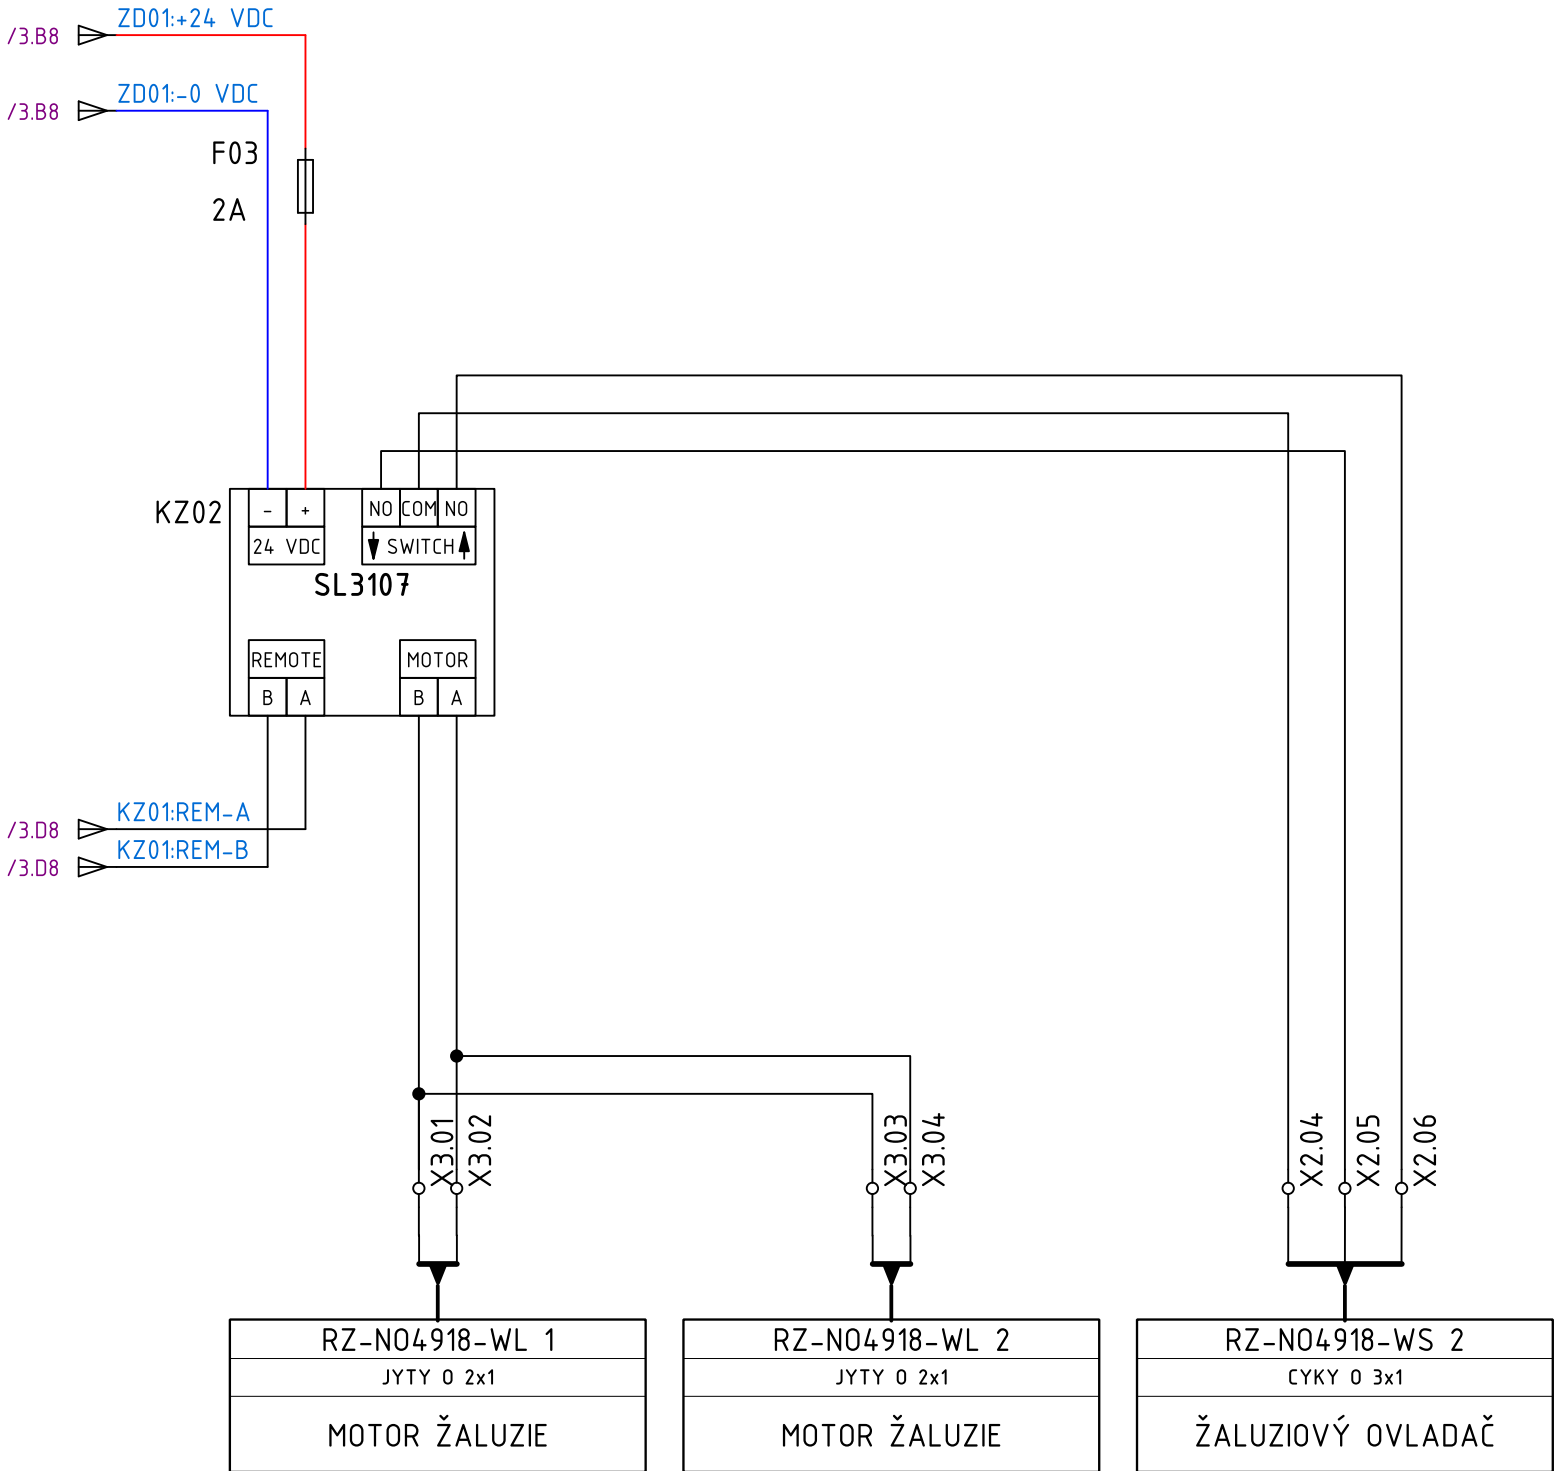 ZD01:+24 VDC
/3.B8
ZD01:-0 VDC
/3.B8
F03
2A
KZ02
- + NO COM NO
24 VDC SWITCH
SL3107
REMOTE MOTOR
B A B A
KZ01:REM-A
/3.D8
KZ01:REM-B
/3.D8
X3.01 X3.02 X3.03 X3.04 X2.04 X2.05 X2.06
RZ-NO4918-WL 1
JYTY O 2x1
MOTOR ŽALUZIE
RZ-NO4918-WL 2
JYTY O 2x1
MOTOR ŽALUZIE
RZ-NO4918-WS 2
CYKY O 3x1
ŽALUZIOVÝ OVLADAČ